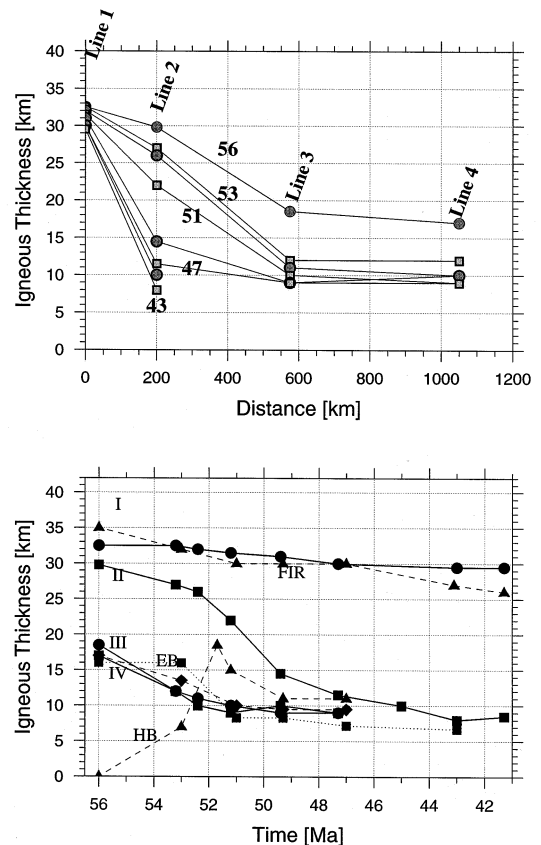 Line 1
Line 2
Line 3
Line 4
40
35
30
25
20
15
10
5
0
Igneous Thickness [km]
56
53
51
47
43
0 200 400 600 800 1000 1200
Distance [km]
40
35
30
25
20
15
10
5
0
Igneous Thickness [km]
I
FIR
II
III
EB
IV
HB
56 54 52 50 48 46 44 42
Time [Ma]